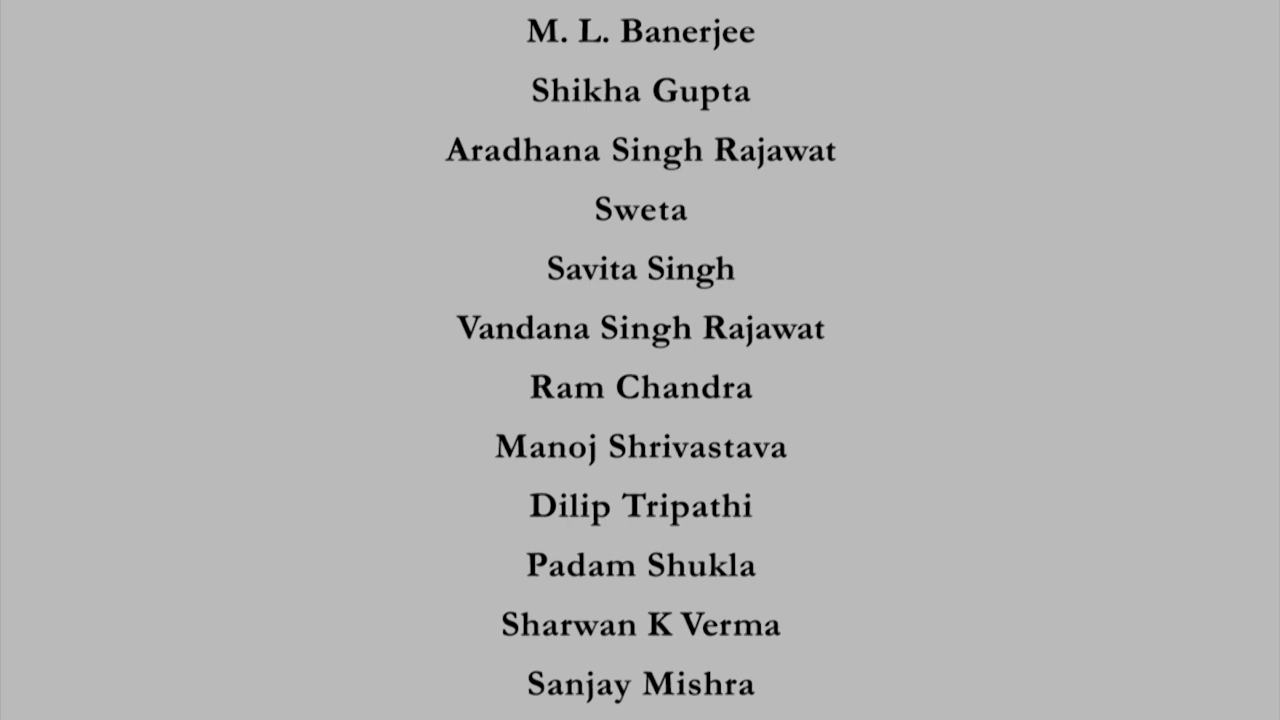 M. L. Banerjee
Shikha Gupta
Aradhana Singh Rajawat
Sweta
Savita Singh
Vandana Singh Rajawat
Ram Chandra
Manoj Shrivastava
Dilip Tripathi
Padam Shukla
Sharwan K Verma
Sanjay Mishra